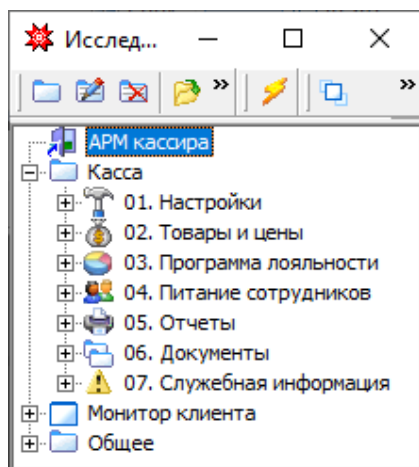 Исслед...
АРМ кассира
Касса
01. Настройки
02. Товары и цены
03. Программа лояльности
04. Питание сотрудников
05. Отчеты
06. Документы
07. Служебная информация
Монитор клиента
Общее